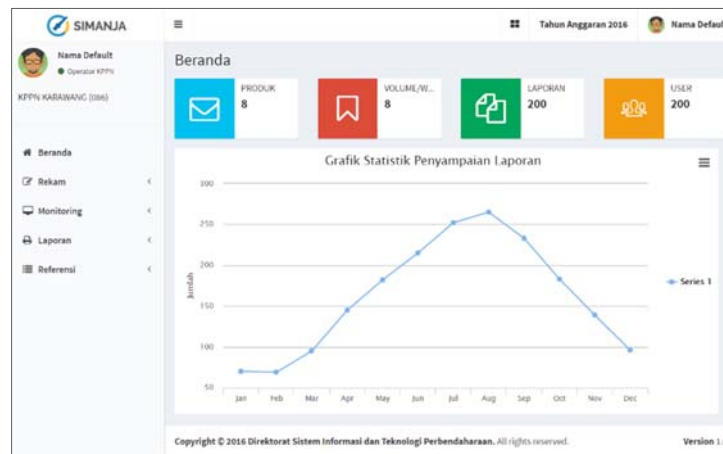 SIMANJA
Tahun Anggaran 2016
Nama Defaul
Nama Default
Operator KPPN
KPPN KARAWANG (086)
Beranda
Rekam
Monitoring
Laporan
Referensi
Beranda
PRODUK
8
VOLUME/W...
8
LAPORAN
200
USER
200
Grafik Statistik Penyampaian Laporan
300
250
200
150
100
50
Jumlah
Jan Feb Mar Apr May Jun Jul Aug Sep Oct Nov Dec
Series 1
Copyright © 2016 Direktorat Sistem Informasi dan Teknologi Perbendaharaan. All rights reserved.
Version 1.